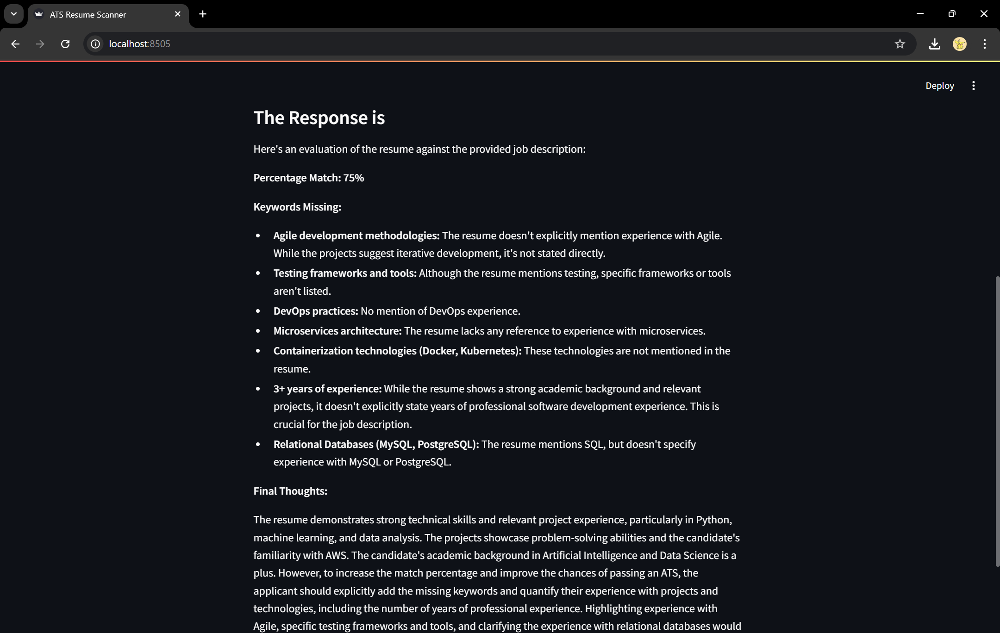 ATS Resume Scanner
localhost:8505
Deploy
The Response is
Here's an evaluation of the resume against the provided job description:
Percentage Match: 75%
Keywords Missing:
• Agile development methodologies: The resume doesn't explicitly mention experience with Agile.
While the projects suggest iterative development, it's not stated directly.
• Testing frameworks and tools: Although the resume mentions testing, specific frameworks or tools
aren't listed.
• DevOps practices: No mention of DevOps experience.
• Microservices architecture: The resume lacks any reference to experience with microservices.
• Containerization technologies (Docker, Kubernetes): These technologies are not mentioned in the
resume.
• 3+ years of experience: While the resume shows a strong academic background and relevant
projects, it doesn't explicitly state years of professional software development experience. This is
crucial for the job description.
• Relational Databases (MySQL, PostgreSQL): The resume mentions SQL, but doesn't specify
experience with MySQL or PostgreSQL.
Final Thoughts:
The resume demonstrates strong technical skills and relevant project experience, particularly in Python,
machine learning, and data analysis. The projects showcase problem-solving abilities and the candidate's
familiarity with AWS. The candidate's academic background in Artificial Intelligence and Data Science is a
plus. However, to increase the match percentage and improve the chances of passing an ATS, the
applicant should explicitly add the missing keywords and quantify their experience with projects and
technologies, including the number of years of professional experience. Highlighting experience with
Agile, specific testing frameworks and tools, and clarifying the experience with relational databases would